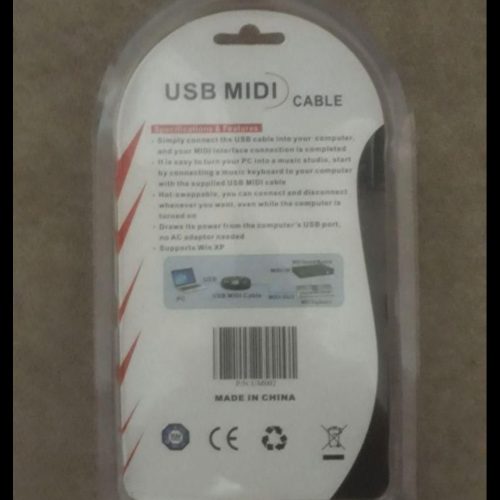 USB MIDI CABLE
Specifications & Features
· Simply connect the USB cable into your computer,
and your MIDI interface connection is completed
· It is easy to turn your PC into a music studio, start
by connecting a music keyboard to your computer
with the supplied USB MIDI cable
· Hot-swappable, you can connect and disconnect
whenever you want, even while the computer is
turned on
· Draws its power from the computer's USB port,
no AC adaptor needed
· Supports Win XP
USB
PC
USB MIDI Cable
P/N:UM002
MADE IN CHINA
CE